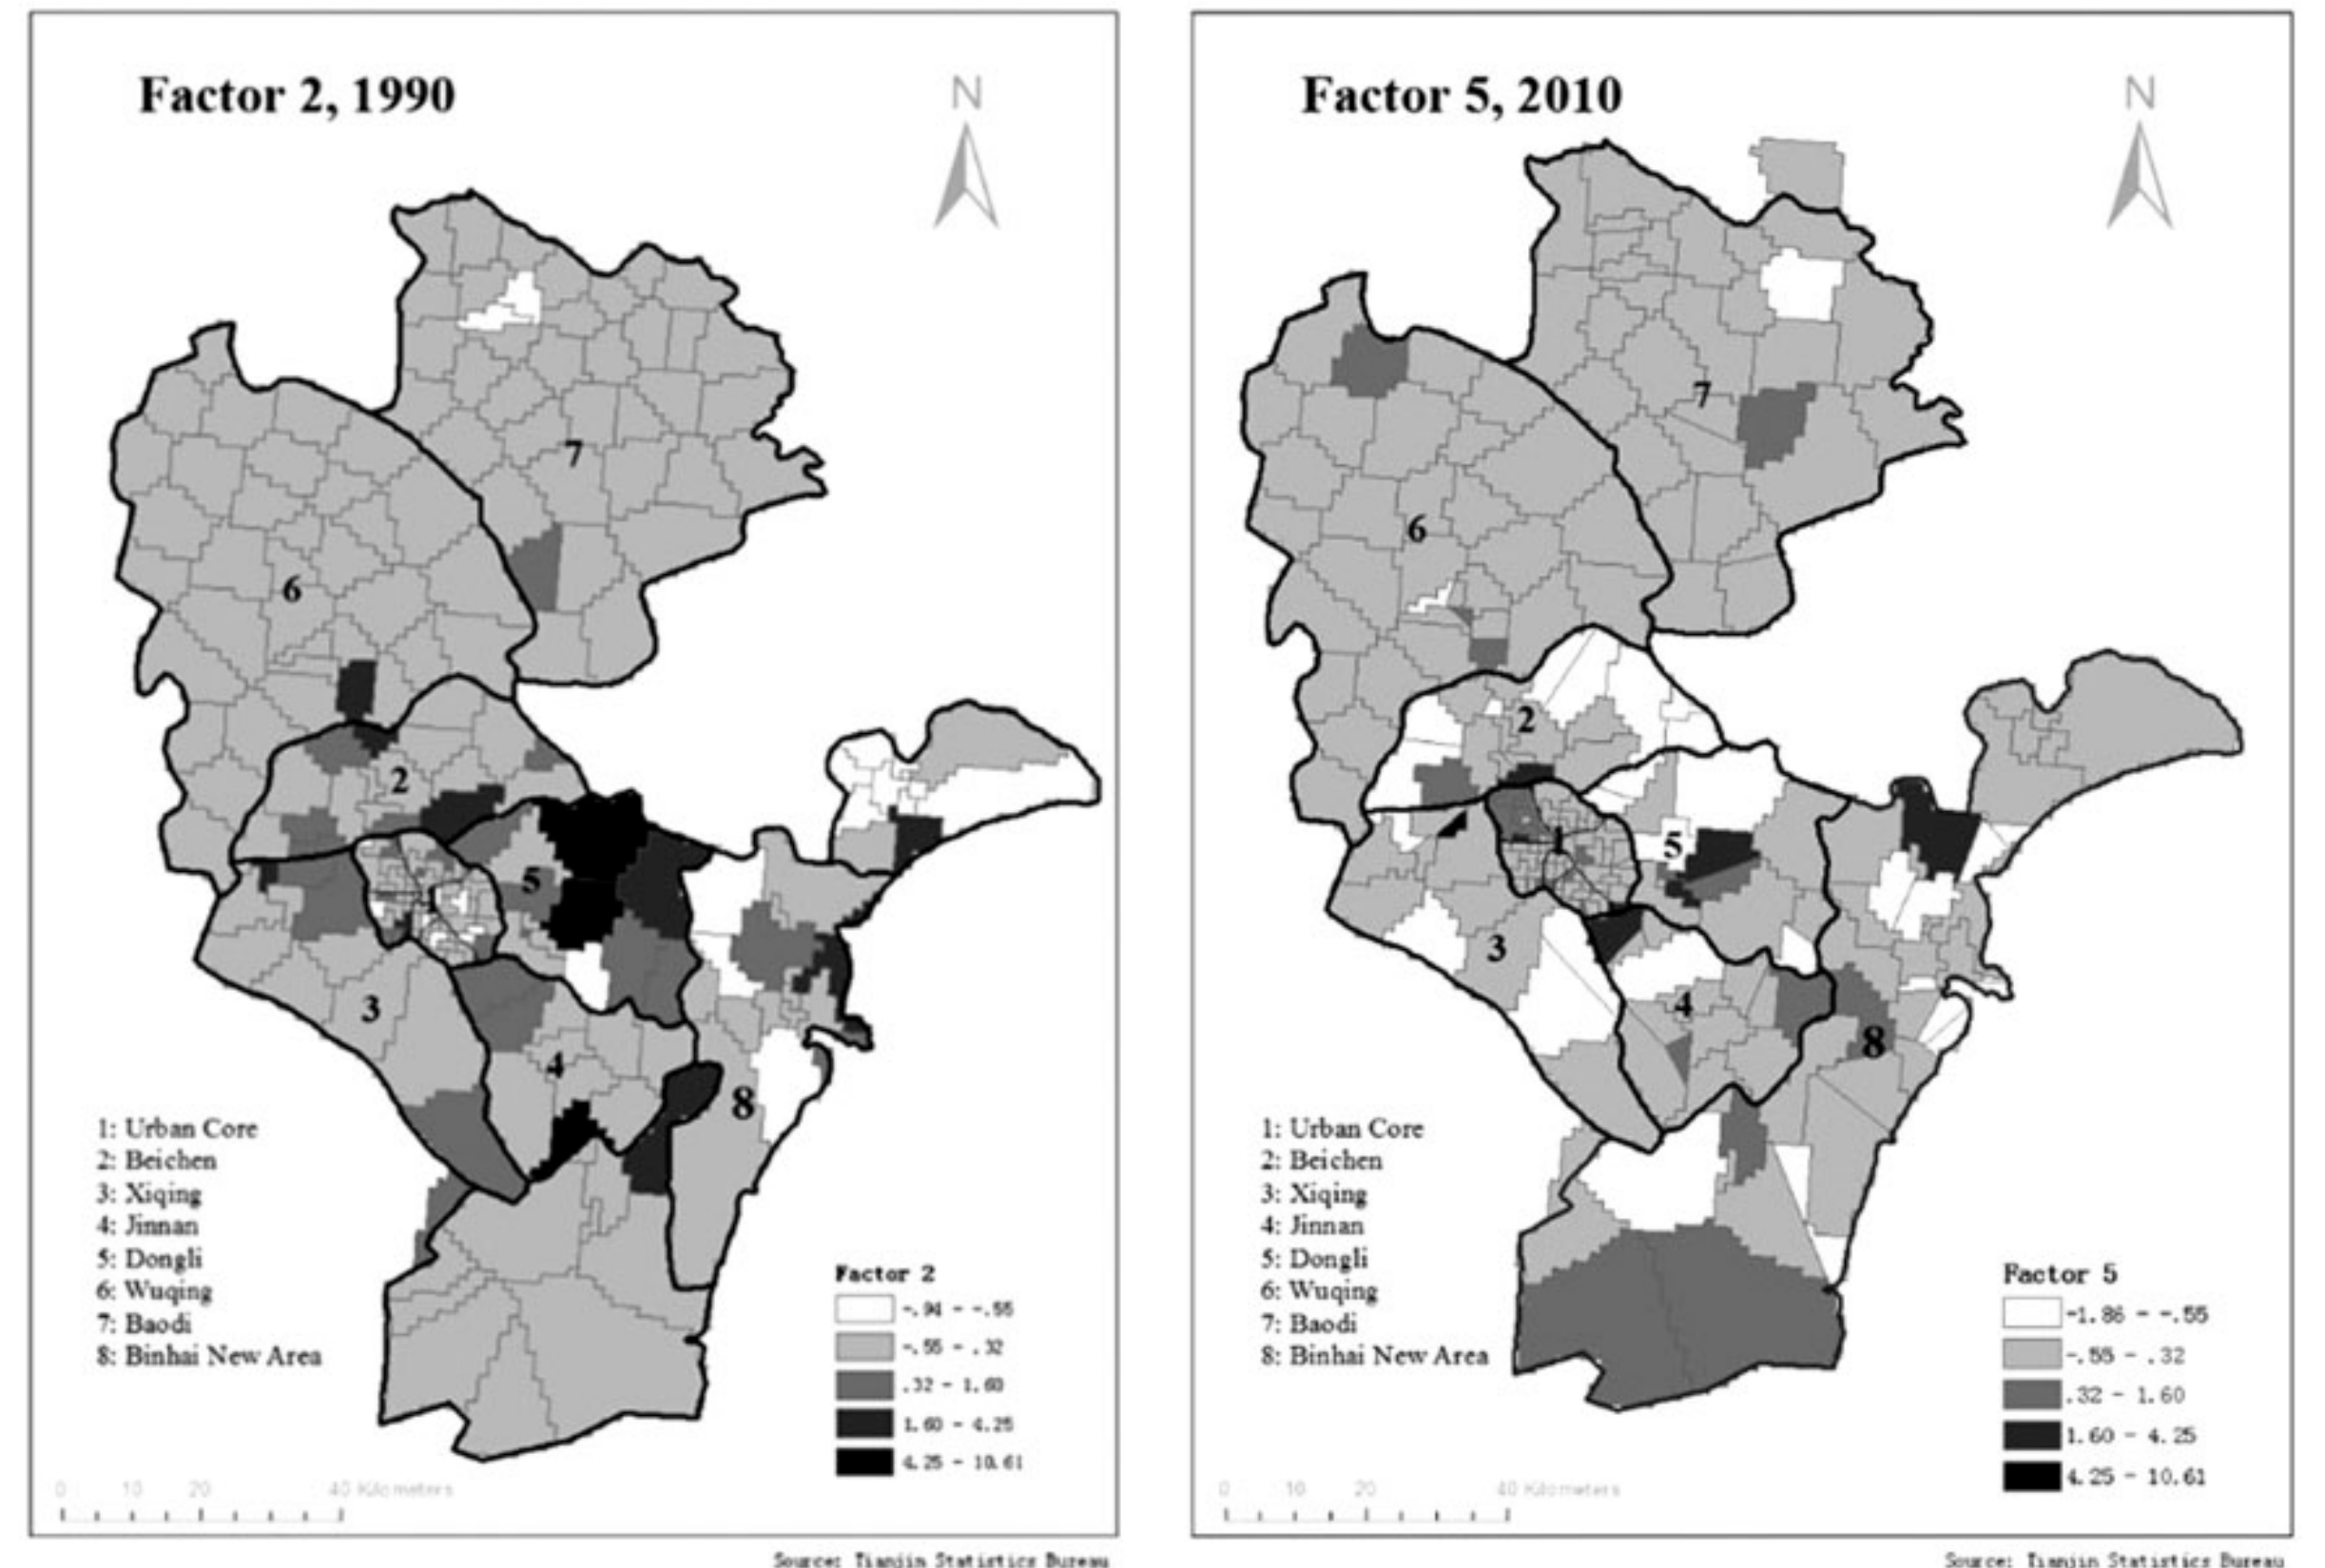 Factor 2, 1990
N
7
6
2
5
1
3
4
8
1: Urban Core
2: Beichen
3: Xiqing
4: Jinnan
5: Dongli
6: Wuqing
7: Baodi
8: Binhai New Area
Factor 2
-.94 - -.55
-.55 - .32
.32 - 1.60
1.60 - 4.25
4.25 - 10.61
0 10 20 40 Kilometers
Source: Tianjin Statistics Bureau
Factor 5, 2010
N
7
6
2
1
5
3
4
8
1: Urban Core
2: Beichen
3: Xiqing
4: Jinnan
5: Dongli
6: Wuqing
7: Baodi
8: Binhai New Area
Factor 5
-1.86 - -.55
-.55 - .32
.32 - 1.60
1.60 - 4.25
4.25 - 10.61
0 10 20 40 Kilometers
Source: Tianjin Statistics Bureau